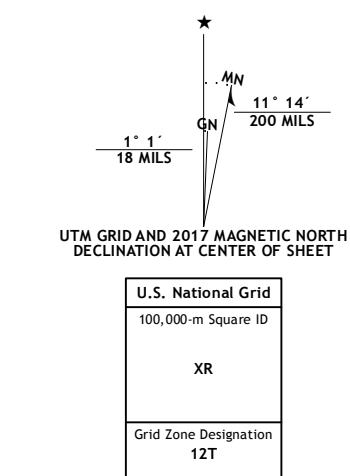 ★
MN
11° 14´
200 MILS
GN
1° 1´
18 MILS
UTM GRID AND 2017 MAGNETIC NORTH
DECLINATION AT CENTER OF SHEET
U.S. National Grid
100,000-m Square ID
XR
Grid Zone Designation
12T